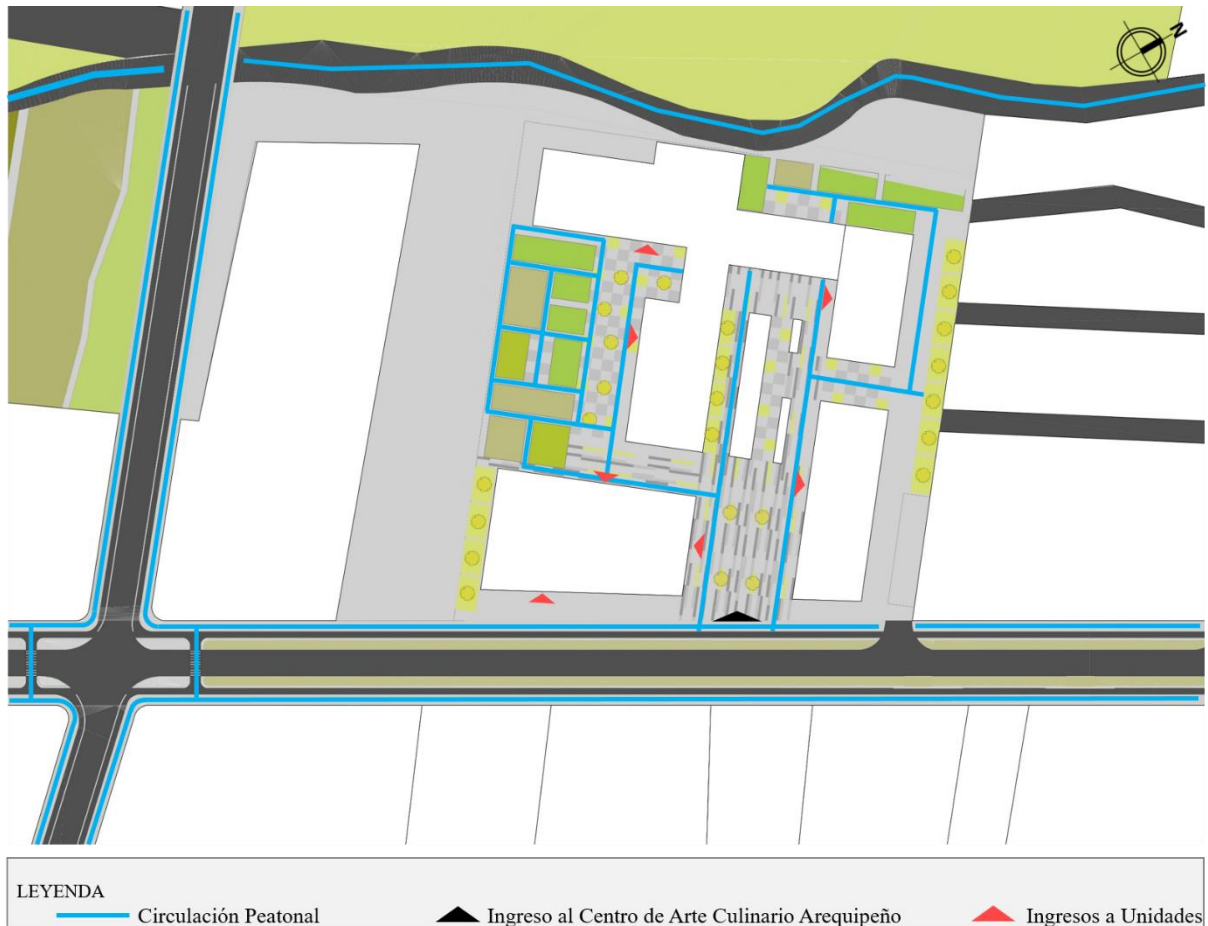 N
LEYENDA
Circulación Peatonal Ingreso al Centro de Arte Culinario Arequipeño Ingresos a Unidades